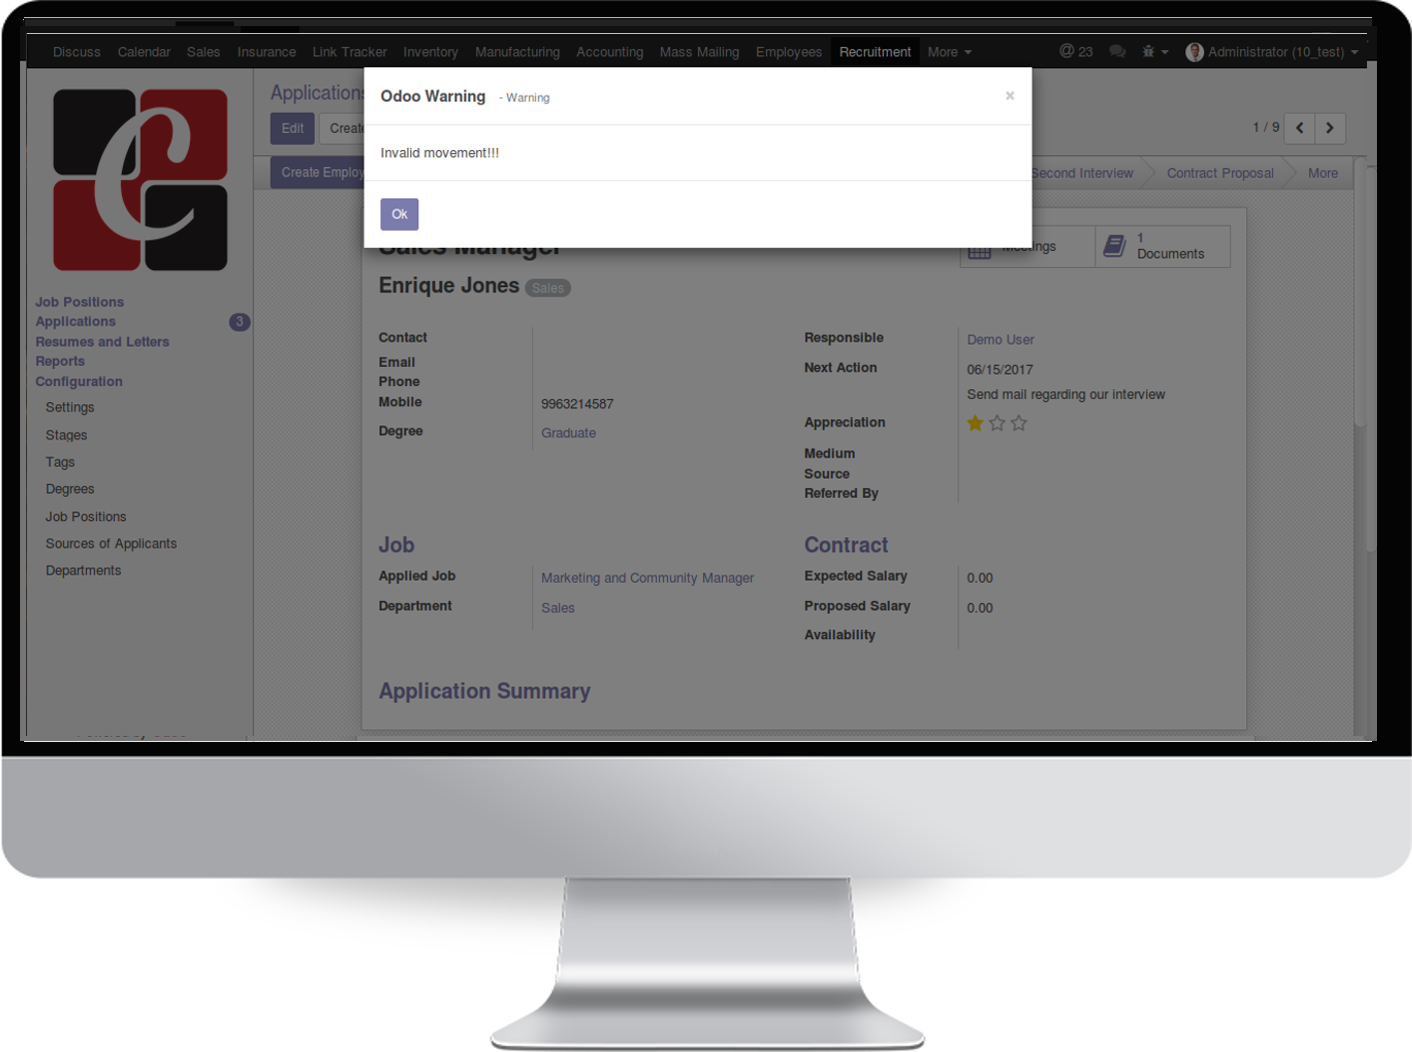 Discuss Calendar Sales Insurance Link Tracker Inventory Manufacturing Accounting Mass Mailing Employees Recruitment More @ 23 Administrator (10_test)
Applications
Odoo Warning - Warning ×
Edit Create 1 / 9
Invalid movement!!!
Create Employ Second Interview Contract Proposal More
Ok
C
Sales Manager
Meetings
1
Documents
Enrique Jones Sales
Job Positions
Applications 3
Resumes and Letters
Reports
Configuration
Settings
Stages
Tags
Degrees
Job Positions
Sources of Applicants
Departments
Contact
Email
Phone
Mobile 9963214587
Degree Graduate
Responsible Demo User
Next Action 06/15/2017
Send mail regarding our interview
Appreciation
Medium
Source
Referred By
Job
Applied Job Marketing and Community Manager
Department Sales
Contract
Expected Salary 0.00
Proposed Salary 0.00
Availability
Application Summary